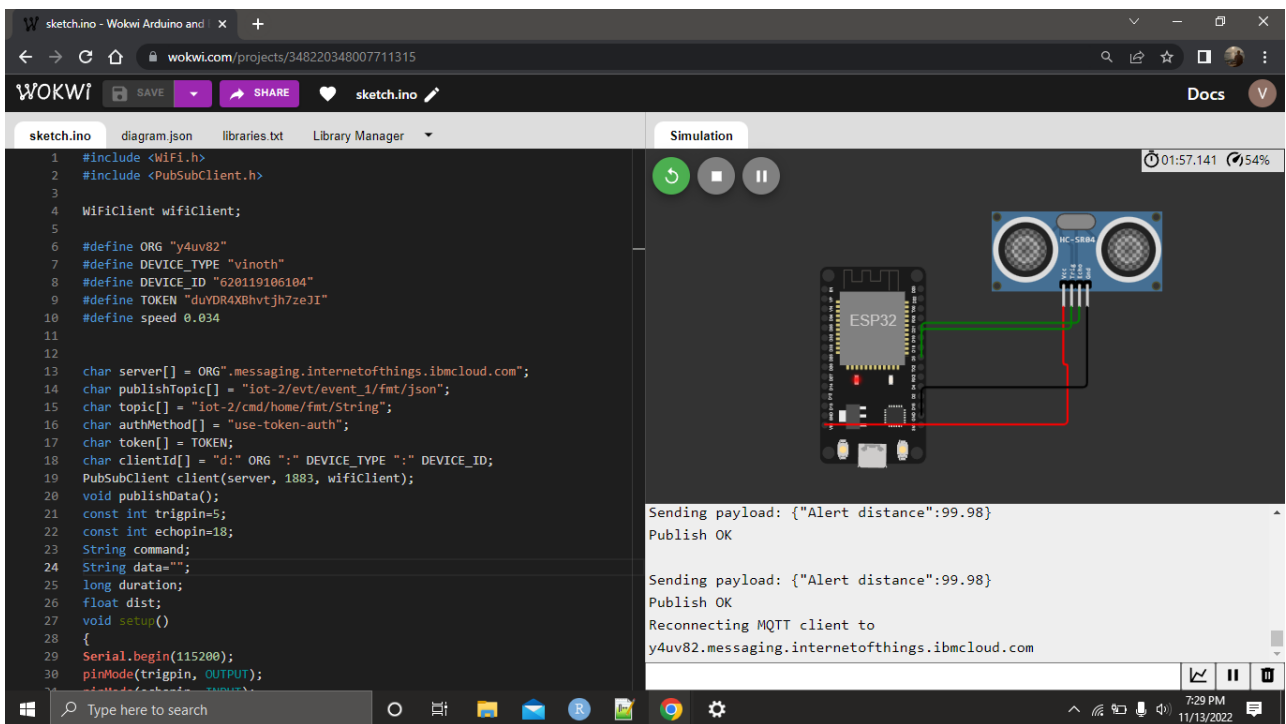 sketch.ino - Wokwi Arduino and
wokwi.com/projects/348220348007711315
WOKWi SAVE SHARE sketch.ino Docs V
sketch.ino diagram.json libraries.txt Library Manager
1 #include <WiFi.h>
2 #include <PubSubClient.h>
3
4 WiFiClient wifiClient;
5
6 #define ORG "y4uv82"
7 #define DEVICE_TYPE "vinoth"
8 #define DEVICE_ID "620119106104"
9 #define TOKEN "duYDR4XBhvtjh7zeJI"
10 #define speed 0.034
11
12
13 char server[] = ORG".messaging.internetofthings.ibmcloud.com";
14 char publishTopic[] = "iot-2/evt/event_1/fmt/json";
15 char topic[] = "iot-2/cmd/home/fmt/String";
16 char authMethod[] = "use-token-auth";
17 char token[] = TOKEN;
18 char clientId[] = "d:" ORG ":" DEVICE_TYPE ":" DEVICE_ID;
19 PubSubClient client(server, 1883, wifiClient);
20 void publishData();
21 const int trigpin=5;
22 const int echopin=18;
23 String command;
24 String data="";
25 long duration;
26 float dist;
27 void setup()
28 {
29 Serial.begin(115200);
30 pinMode(trigpin, OUTPUT);
Simulation
01:57.141 54%
HC-SR04
Vcc
Trig
Echo
Gnd
ESP32
Sending payload: {"Alert distance":99.98}
Publish OK
Sending payload: {"Alert distance":99.98}
Publish OK
Reconnecting MQTT client to
y4uv82.messaging.internetofthings.ibmcloud.com
Type here to search
R
7:29 PM
11/13/2022